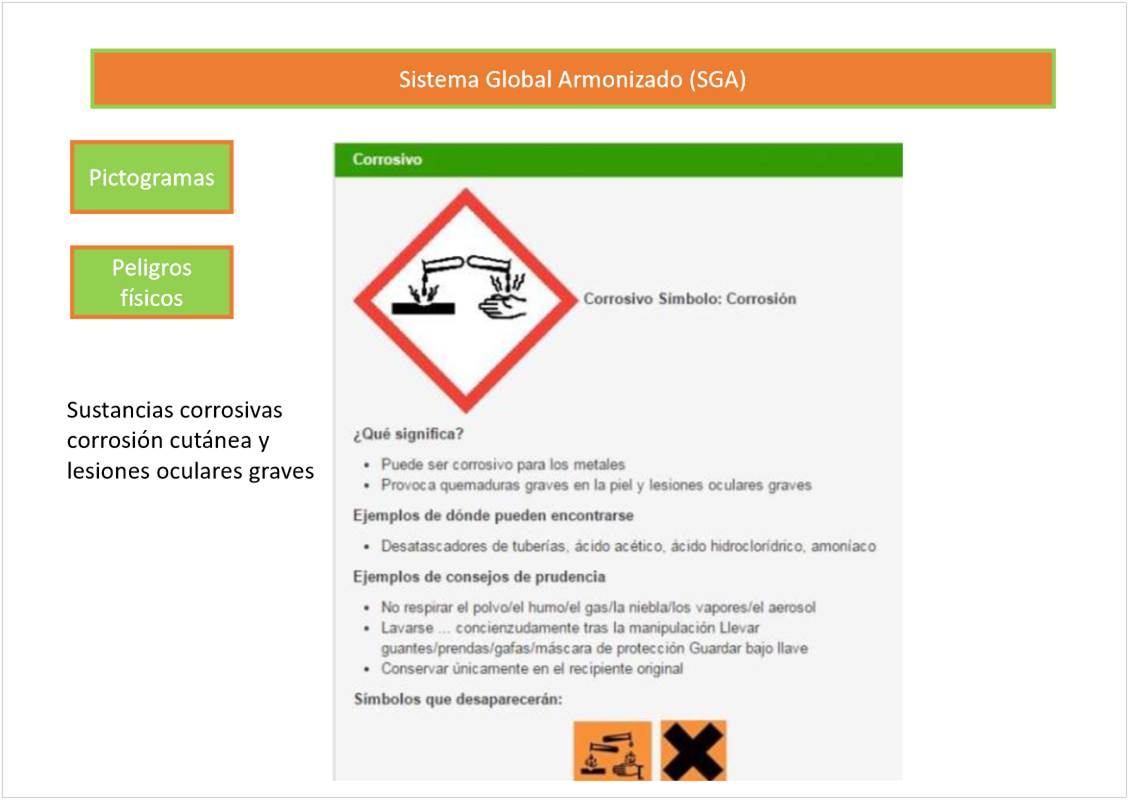 Sistema Global Armonizado (SGA)
Pictogramas
Peligros
físicos
Sustancias corrosivas
corrosión cutánea y
lesiones oculares graves
Corrosivo
Corrosivo Símbolo: Corrosión
¿Qué significa?
• Puede ser corrosivo para los metales
• Provoca quemaduras graves en la piel y lesiones oculares graves
Ejemplos de dónde pueden encontrarse
• Desatascadores de tuberías, ácido acético, ácido hidroclorídrico, amoníaco
Ejemplos de consejos de prudencia
• No respirar el polvo/el humo/el gas/la niebla/los vapores/el aerosol
• Lavarse ... concienzudamente tras la manipulación Llevar
guantes/prendas/gafas/máscara de protección Guardar bajo llave
• Conservar únicamente en el recipiente original
Símbolos que desaparecerán: